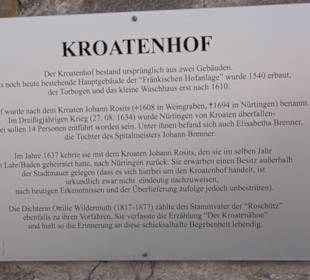 KROATENHOF
Der Kroatenhof bestand ursprünglich aus zwei Gebäuden.
s noch heute bestehende Hauptgebäude der "Fränkischen Hofanlage" wurde 1540 erbaut,
der Torbogen und das kleine Waschhaus erst nach 1610.
f wurde nach dem Kroaten Johann Rosits (+1608 in Weingraben, †1694 in Nürtingen) benannt.
Im Dreißigjährigen Krieg (27. 08. 1634) wurde Nürtingen von Kroaten überfallen-
ei sollen 14 Personen entführt worden sein. Unter ihnen befand sich auch Elisabetha Brenner,
die Tochter des Spitalmeisters Johann Brenner.
Im Jahre 1637 kehrte sie mit dem Kroaten Johann Rosits, den sie im selben Jahr
n Lahr/Baden geheiratet hatte, nach Nürtingen zurück. Sie erwarben einen Besitz außerhalb
der Stadtmauer gelegen (dass es sich hierbei um den Kroatenhof handelt, ist
urkundlich zwar nicht eindeutig nachzuweisen,
nach heutigen Erkenntnissen und der Überlieferung zufolge jedoch unbestritten).
Die Dichterin Ottilie Wildermuth (1817-1877) zählte den Stammvater der "Roschütz"
ebenfalls zu ihren Vorfahren. Sie verfasste die Erzählung "Der Kroatenähne"
und hielt so die Erinnerung an diese schicksalhafte Begebenheit lebendig.